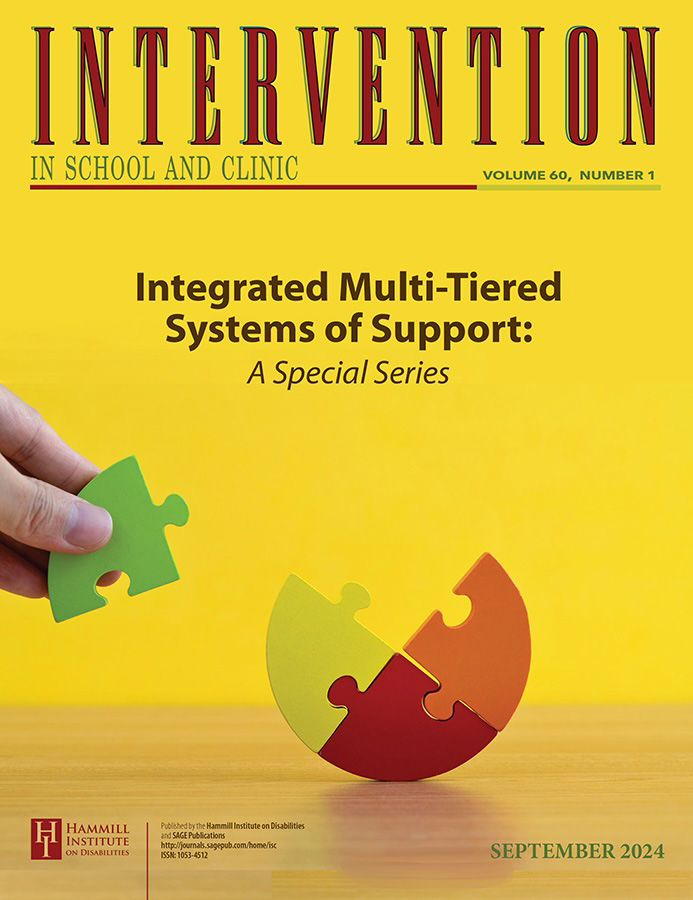 INTERVENTION
IN SCHOOL AND CLINIC
VOLUME 60, NUMBER 1
Integrated Multi-Tiered
Systems of Support:
A Special Series
HI
HAMMILL
INSTITUTE
ON DISABILITIES
Published by the Hammill Institute on Disabilities
and SAGE Publications
http://journals.sagepub.com/home/isc
ISSN: 1053-4512
SEPTEMBER 2024